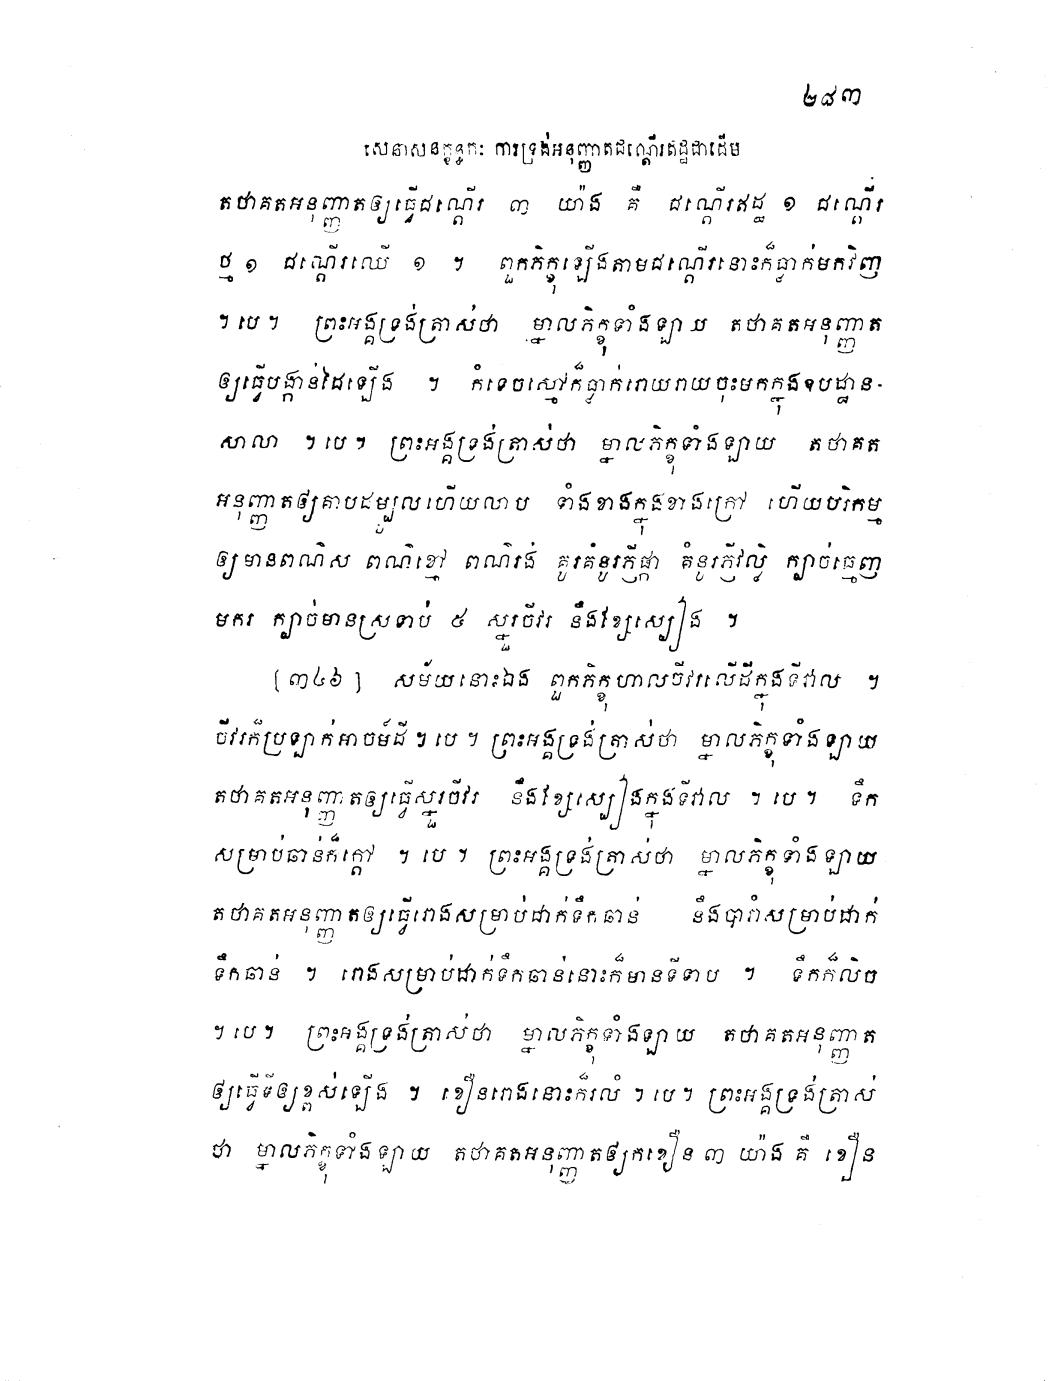 ២៨៣
សេនាសនក្ខន្ធកៈ ការទ្រង់អនុញ្ញាតជណ្តើរឥដ្ឋជាដើម
តថាគតអនុញ្ញាតឲ្យធ្វើជណ្តើរ ៣ យ៉ាង គឺ ជណ្តើរឥដ្ឋ ១ ជណ្តើរ
ថ្ម ១ ជណ្តើរឈើ ១ ។ ពួកភិក្ខុឡើងតាមជណ្តើរនោះក៏ធ្លាក់មកវិញ
។ បេ ។ ព្រះអង្គទ្រង់ត្រាស់ថា ម្នាលភិក្ខុទាំងឡាយ តថាគតអនុញ្ញាត
ឲ្យធ្វើបង្កាន់ដៃឡើង ។ កំទេចស្មៅក៏ធ្លាក់រោយរាយចុះមកក្នុងឧបដ្ឋាន-
សាលា ។ បេ ។ ព្រះអង្គទ្រង់ត្រាស់ថា ម្នាលភិក្ខុទាំងឡាយ តថាគត
អនុញ្ញាតឲ្យគាបដម្បូលហើយលាប ទាំងខាងក្នុងខាងក្រៅ ហើយបរិកម្ម
ឲ្យមានពណ៌ស ពណ៌ខ្មៅ ពណ៌រង់ គូរគំនូរភ្ញីផ្កា គំនូរភ្ញីវល្លិ ក្បាច់ធ្មេញ
មករ ក្បាច់មានស្រទាប់ ៥ ស្នួរចីវរ នឹងខ្សែស្បៀង ។
[៣៤៦] សម័យនោះឯង ពួកភិក្ខុហាលចីវរលើដីក្នុងទីវាល ។
ចីវរក៏ប្រឡាក់អាចម៍ដី ។ បេ ។ ព្រះអង្គទ្រង់ត្រាស់ថា ម្នាលភិក្ខុទាំងឡាយ
តថាគតអនុញ្ញាតឲ្យធ្វើស្នួរចីវរ នឹងខ្សែស្បៀងក្នុងទីវាល ។ បេ ។ ទឹក
សម្រាប់ឆាន់ក៏ក្តៅ ។ បេ ។ ព្រះអង្គទ្រង់ត្រាស់ថា ម្នាលភិក្ខុទាំងឡាយ
តថាគតអនុញ្ញាតឲ្យធ្វើរោងសម្រាប់ដាក់ទឹកឆាន់ នឹងបារាំសម្រាប់ដាក់
ទឹកឆាន់ ។ រោងសម្រាប់ដាក់ទឹកឆាន់នោះក៏មានទីទាប ។ ទឹកក៏លិច
។ បេ ។ ព្រះអង្គទ្រង់ត្រាស់ថា ម្នាលភិក្ខុទាំងឡាយ តថាគតអនុញ្ញាត
ឲ្យធ្វើទីឲ្យខ្ពស់ឡើង ។ ខឿនរោងនោះក៏រលំ ។ បេ ។ ព្រះអង្គទ្រង់ត្រាស់
ថា ម្នាលភិក្ខុទាំងឡាយ តថាគតអនុញ្ញាតឲ្យកខឿន ៣ យ៉ាង គឺ ខឿន